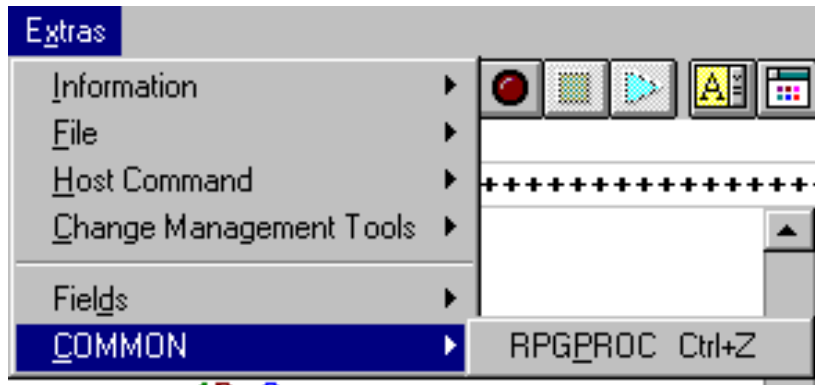 Extras
Information
File
Host Command
A
++++++++++++++
Change Management Tools
Fields
COMMON
RPGPROC Ctrl+Z